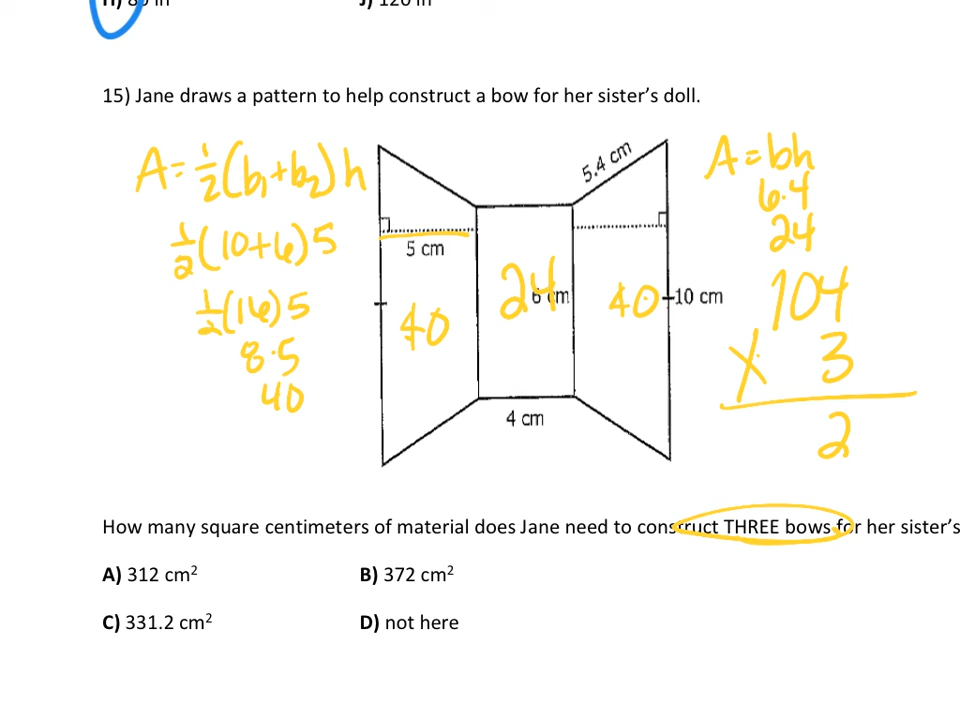 15) Jane draws a pattern to help construct a bow for her sister's doll.
A=½(b₁+b₂)h
½(10+6)5
½(16)5
8·5
40
5.4 cm
A=bh
6·4
24
5 cm
6 cm
10 cm
40
24
40
104
X 3
2
4 cm
How many square centimeters of material does Jane need to construct THREE bows for her sister's
A) 312 cm²
B) 372 cm²
C) 331.2 cm²
D) not here